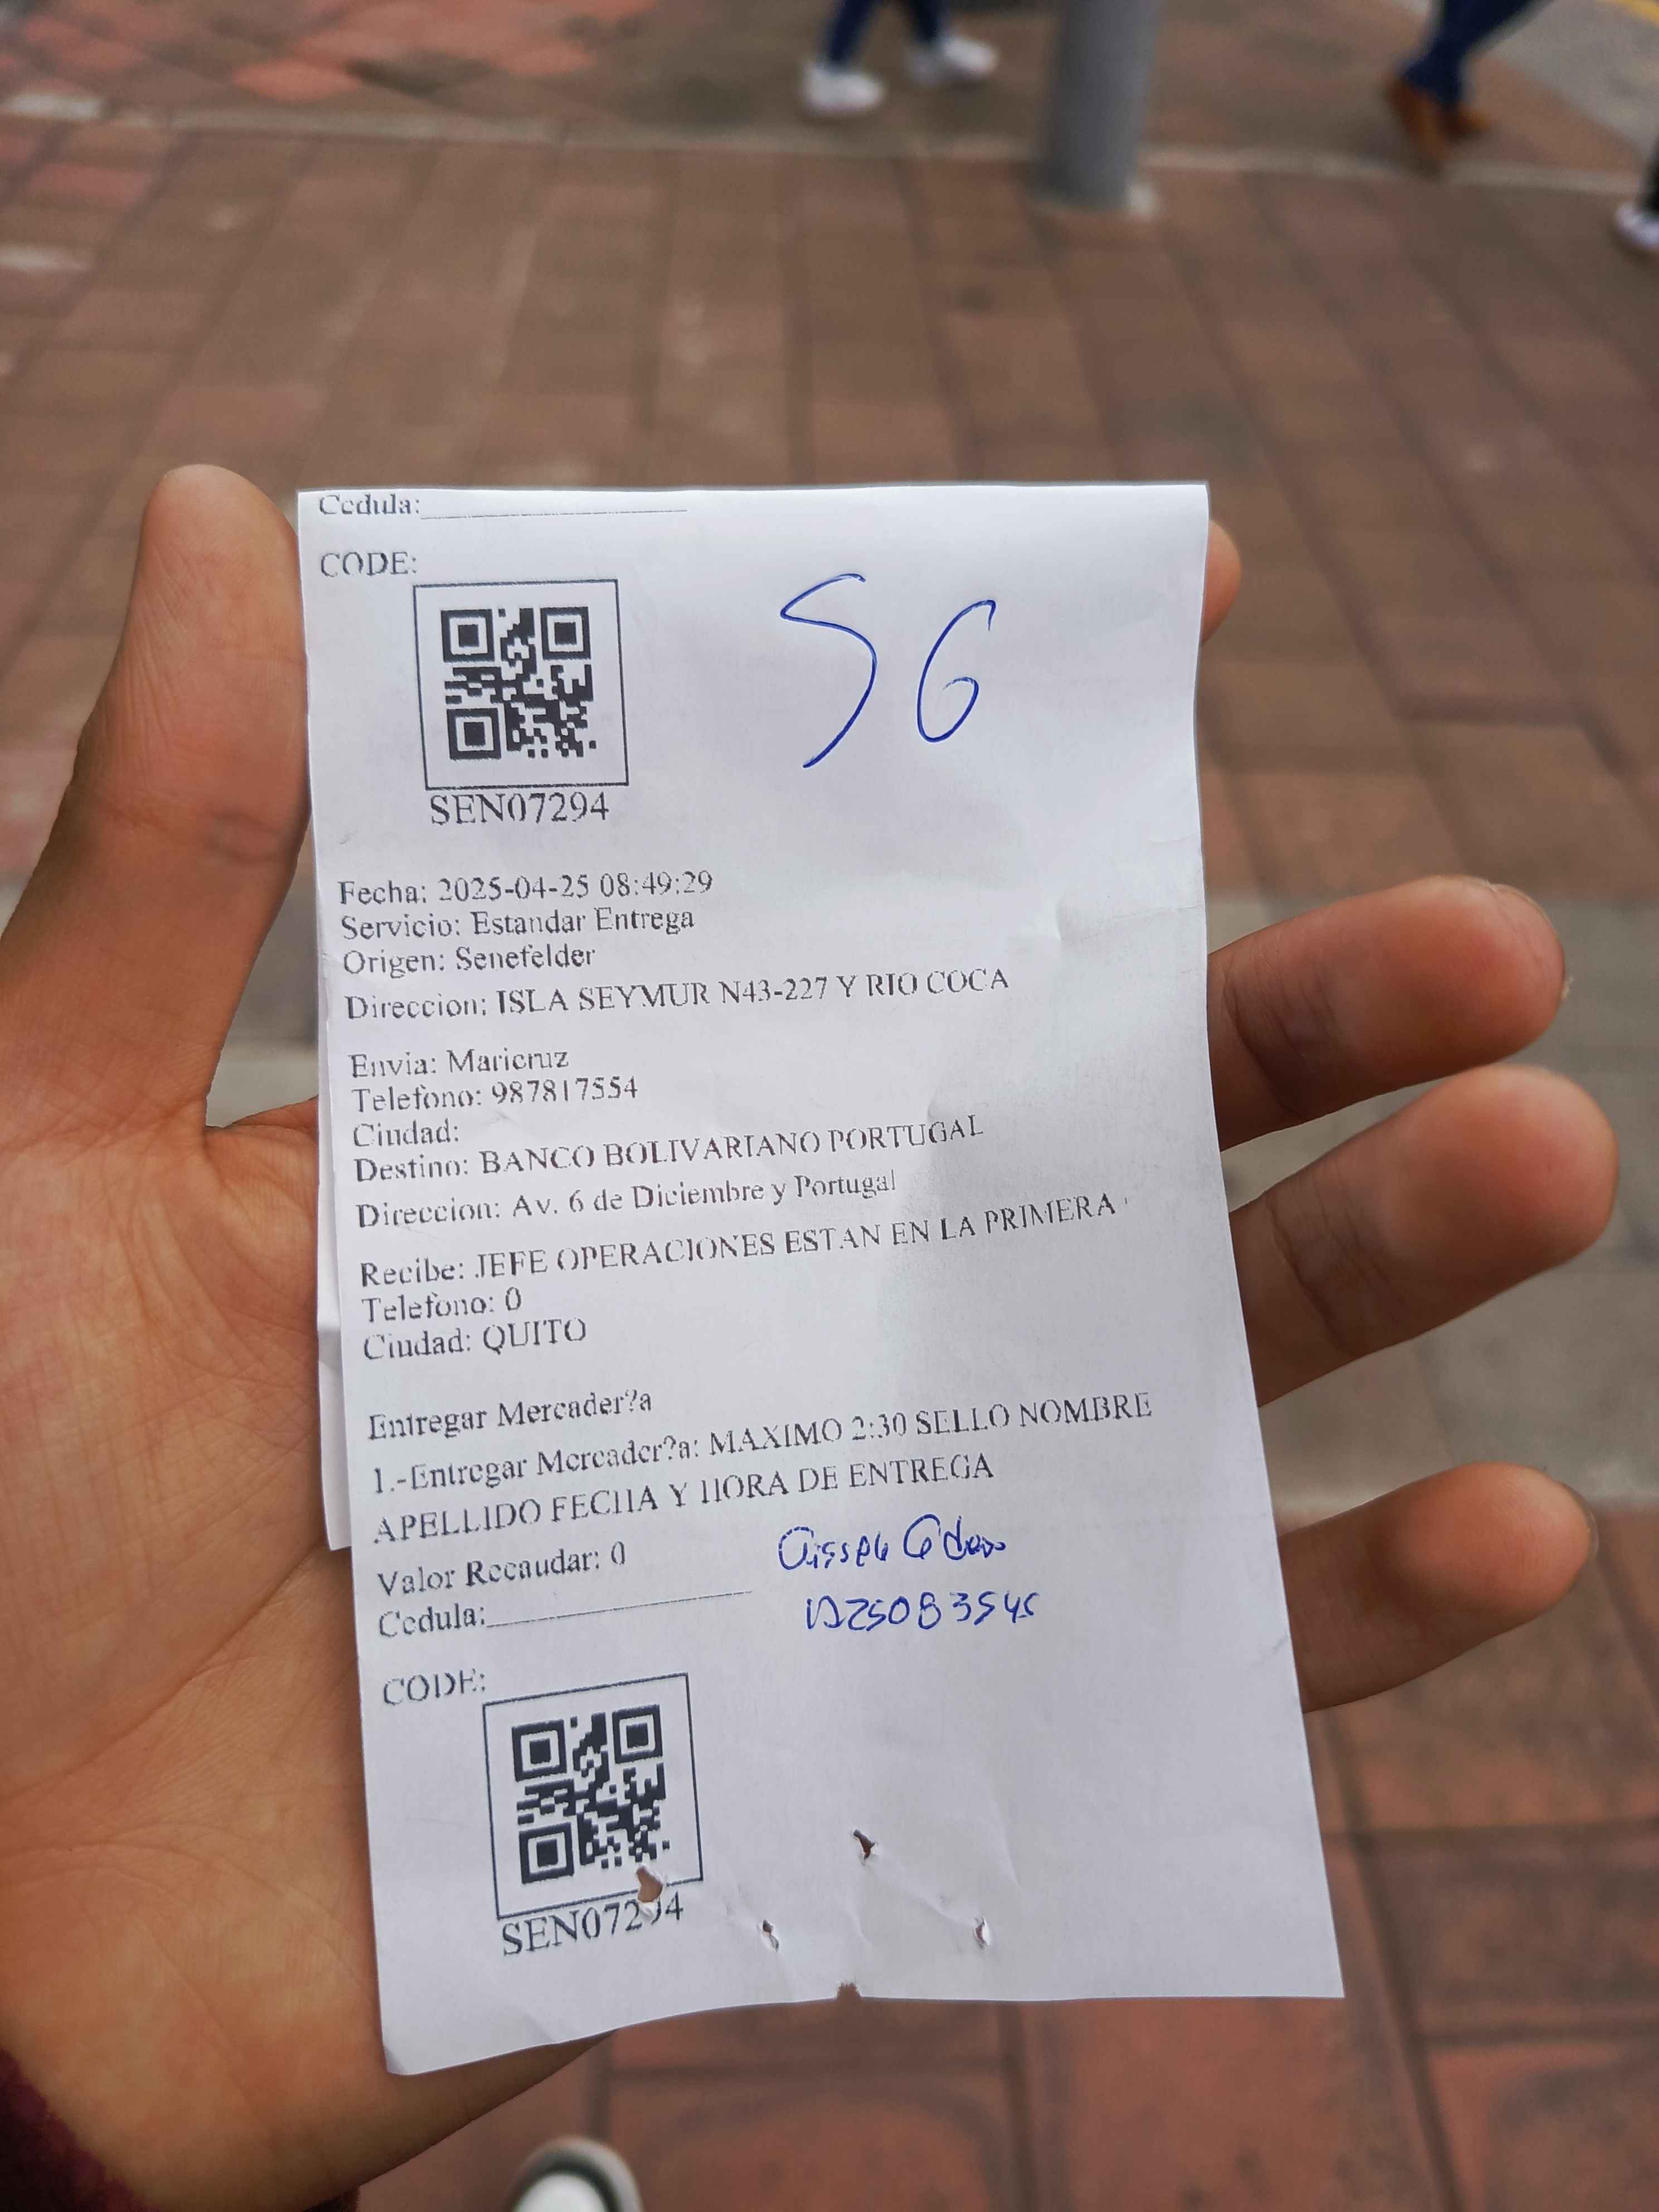 Cedula:
CODE:
S G
SEN07294
Fecha: 2025-04-25 08:49:29
Servicio: Estandar Entrega
Origen: Senefelder
Direccion: ISLA SEYMUR N43-227 Y RIO COCA
Envia: Maricruz
Telefono: 987817554
Ciudad:
Destino: BANCO BOLIVARIANO PORTUGAL
Direccion: Av. 6 de Diciembre y Portugal
Recibe: JEFE OPERACIONES ESTAN EN LA PRIMERA
Telefono: 0
Ciudad: QUITO
Entregar Mercader?a
1.-Entregar Mercader?a: MAXIMO 2:30 SELLO NOMBRE
APELLIDO FECHA Y HORA DE ENTREGA
Valor Recaudar: 0
Cedula:
CODE:
SEN07294